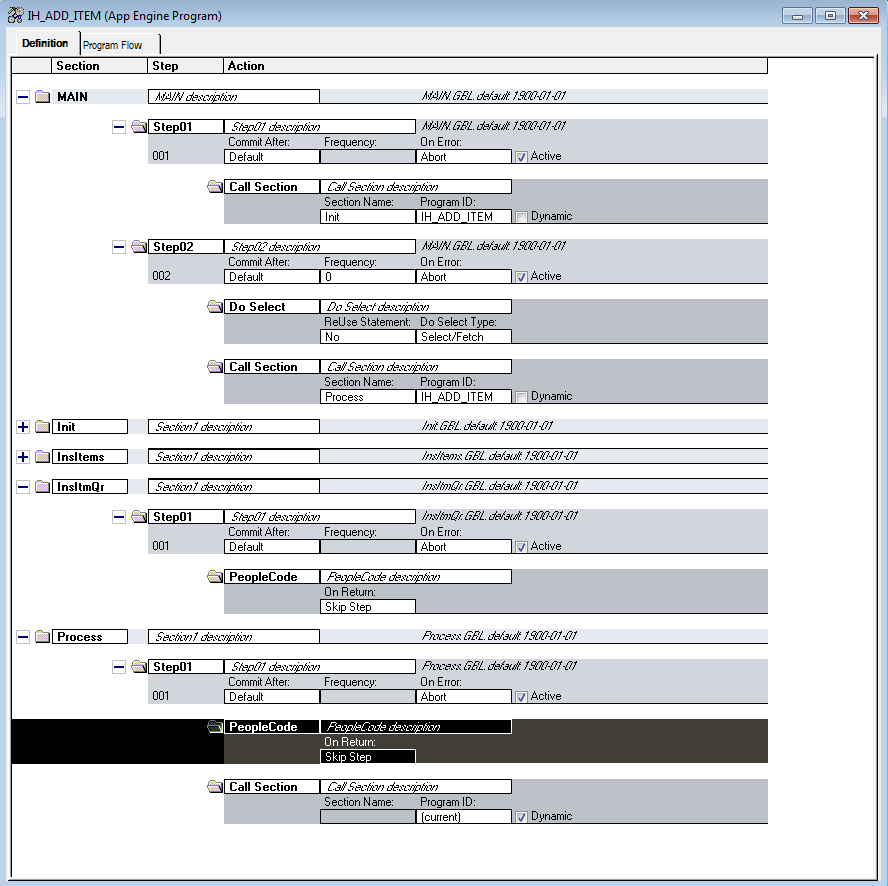 IH_ADD_ITEM (App Engine Program)
Definition Program Flow
Section Step Action
MAIN MAIN description MAIN.GBL.default.1900-01-01
Step01 Step01 description MAIN.GBL.default.1900-01-01
Commit After: Frequency: On Error:
001 Default Abort Active
Call Section Call Section description
Section Name: Program ID:
Init IH_ADD_ITEM Dynamic
Step02 Step02 description MAIN.GBL.default.1900-01-01
Commit After: Frequency: On Error:
002 Default 0 Abort Active
Do Select Do Select description
ReUse Statement: Do Select Type:
No Select/Fetch
Call Section Call Section description
Section Name: Program ID:
Process IH_ADD_ITEM Dynamic
Init Section1 description Init.GBL.default.1900-01-01
InsItems Section1 description InsItems.GBL.default.1900-01-01
InsItmQr Section1 description InsItmQr.GBL.default.1900-01-01
Step01 Step01 description InsItmQr.GBL.default.1900-01-01
Commit After: Frequency: On Error:
001 Default Abort Active
PeopleCode PeopleCode description
On Return:
Skip Step
Process Section1 description Process.GBL.default.1900-01-01
Step01 Step01 description Process.GBL.default.1900-01-01
Commit After: Frequency: On Error:
001 Default Abort Active
PeopleCode PeopleCode description
On Return:
Skip Step
Call Section Call Section description
Section Name: Program ID:
(current) Dynamic